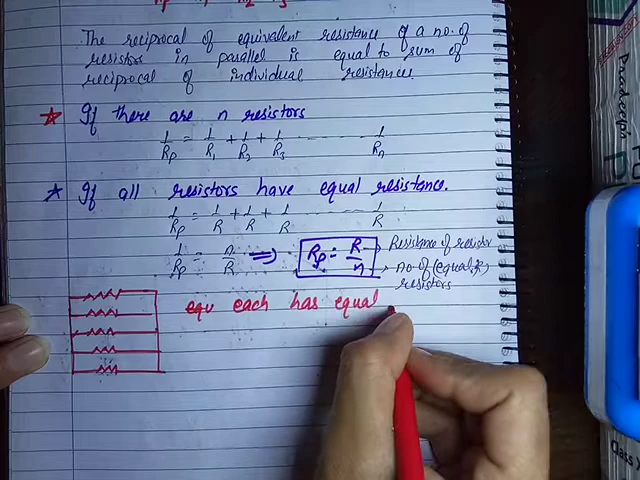 The reciprocal of equivalent resistance of a no. of
resistors in parallel is equal to sum of
reciprocal of individual resistances
☆ If there are n resistors
1/Rp = 1/R1 + 1/R2 + 1/R3 ------- 1/Rn
☆ If all resistors have equal resistance.
1/Rp = 1/R + 1/R + 1/R ------- 1/R
1/Rp = n/R ⟹ Rp = R/n → Resistance of resistor
→ no. of (equal R) resistors
equ each has equal
Pradeep's
Class X